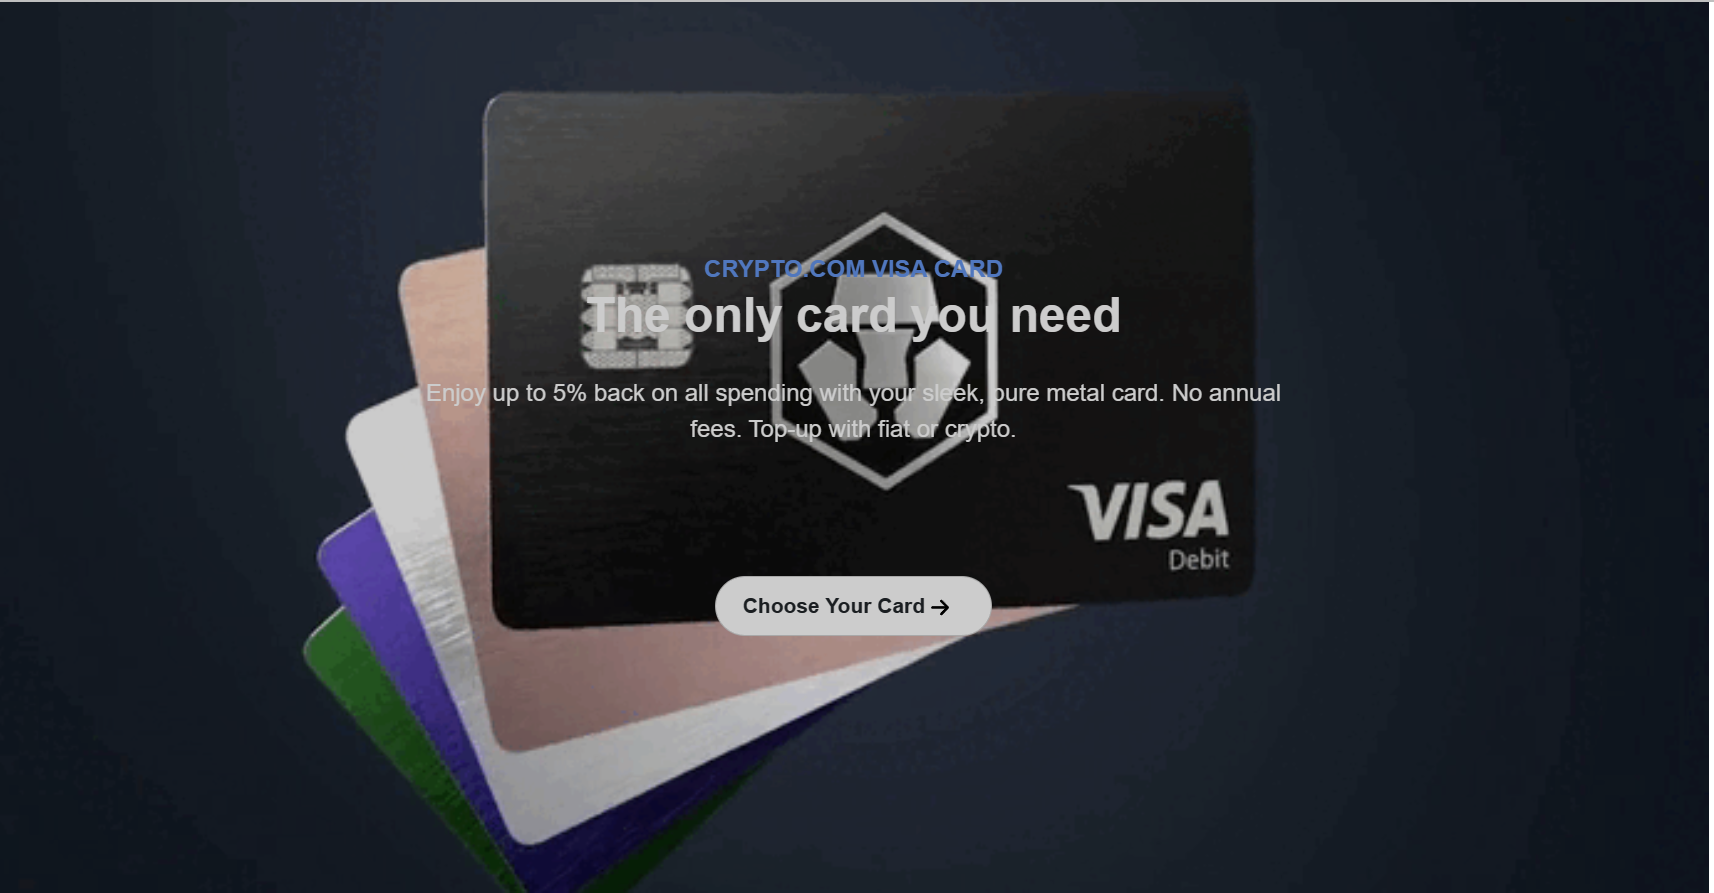 CRYPTO.COM VISA CARD
The only card you need
Enjoy up to 5% back on all spending with your sleek, pure metal card. No annual
fees. Top-up with fiat or crypto.
VISA
Debit
Choose Your Card →